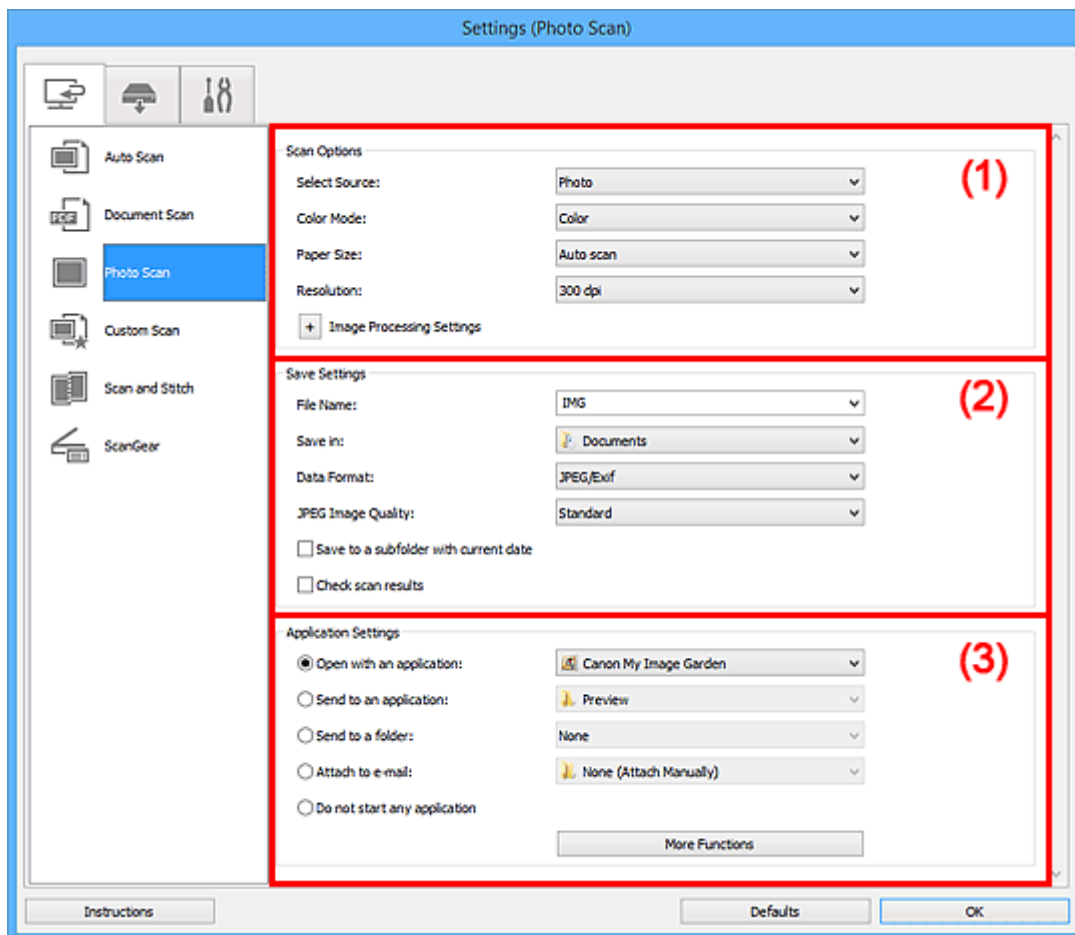 Settings (Photo Scan)
Auto Scan
PDF
Document Scan
Photo Scan
Custom Scan
Scan and Stitch
ScanGear
Scan Options
(1)
Select Source: Photo
Color Mode: Color
Paper Size: Auto scan
Resolution: 300 dpi
+ Image Processing Settings
Save Settings
(2)
File Name: IMG
Save in: Documents
Data Format: JPEG/Exif
JPEG Image Quality: Standard
Save to a subfolder with current date
Check scan results
Application Settings
(3)
Open with an application: Canon My Image Garden
Send to an application: Preview
Send to a folder: None
Attach to e-mail: None (Attach Manually)
Do not start any application
More Functions
Instructions Defaults OK